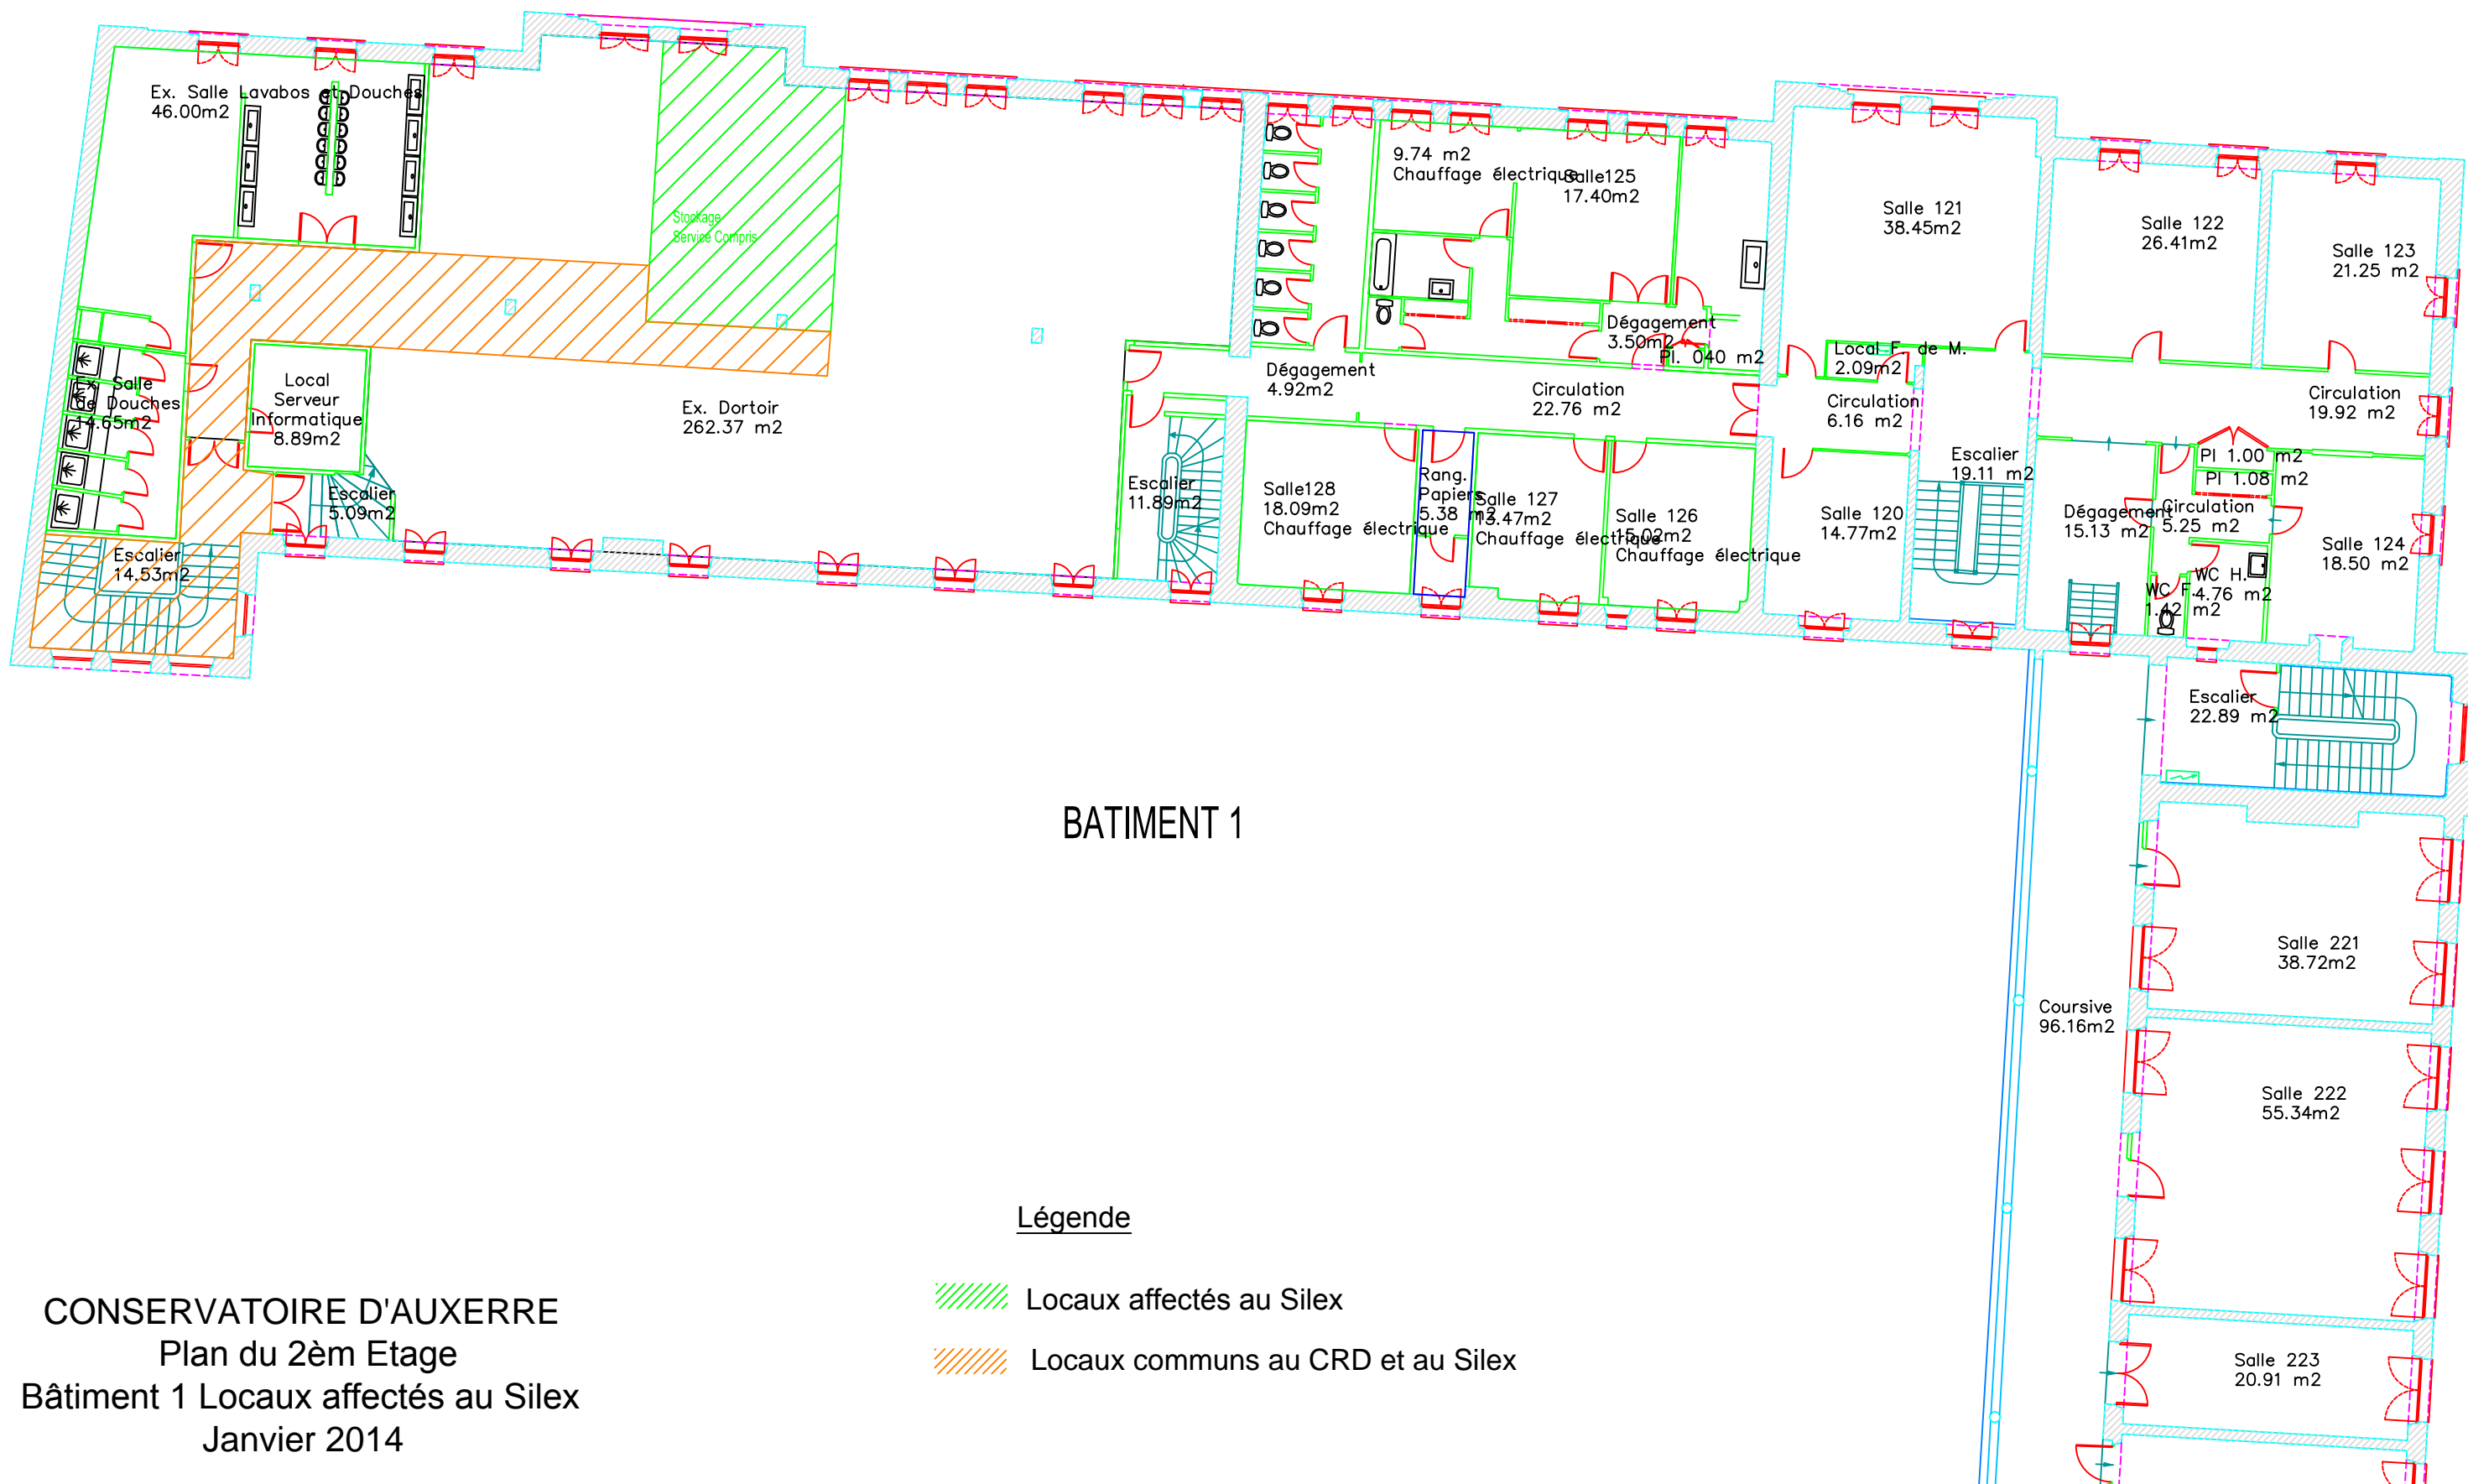 Ex. Salle Lavabos et Douches
46.00m2
Stockage
Service Compris
9.74 m2
Chauffage électrique
Salle125
17.40m2
Salle 121
38.45m2
Salle 122
26.41m2
Salle 123
21.25 m2
Ex. Salle
de Douches
14.65m2
Local
Serveur
Informatique
8.89m2
Ex. Dortoir
262.37 m2
Dégagement
4.92m2
Circulation
22.76 m2
Dégagement
3.50m2
Pl. 040 m2
Local F. de M.
2.09m2
Circulation
6.16 m2
Circulation
19.92 m2
Escalier
5.09m2
Escalier
14.53m2
Escalier
11.89m2
Salle128
18.09m2
Chauffage électrique
Rang.
Papiers
5.38 m2
Salle 127
13.47m2
Chauffage électrique
Salle 126
15.02m2
Chauffage électrique
Salle 120
14.77m2
Escalier
19.11 m2
Dégagement
15.13 m2
Pl 1.00 m2
Pl 1.08 m2
Circulation
5.25 m2
WC H.
4.76 m2
WC F.
1.42 m2
Salle 124
18.50 m2
Escalier
22.89 m2
BATIMENT 1
Salle 221
38.72m2
Coursive
96.16m2
Salle 222
55.34m2
Salle 223
20.91 m2
Légende
Locaux affectés au Silex
Locaux communs au CRD et au Silex
CONSERVATOIRE D'AUXERRE
Plan du 2èm Etage
Bâtiment 1 Locaux affectés au Silex
Janvier 2014